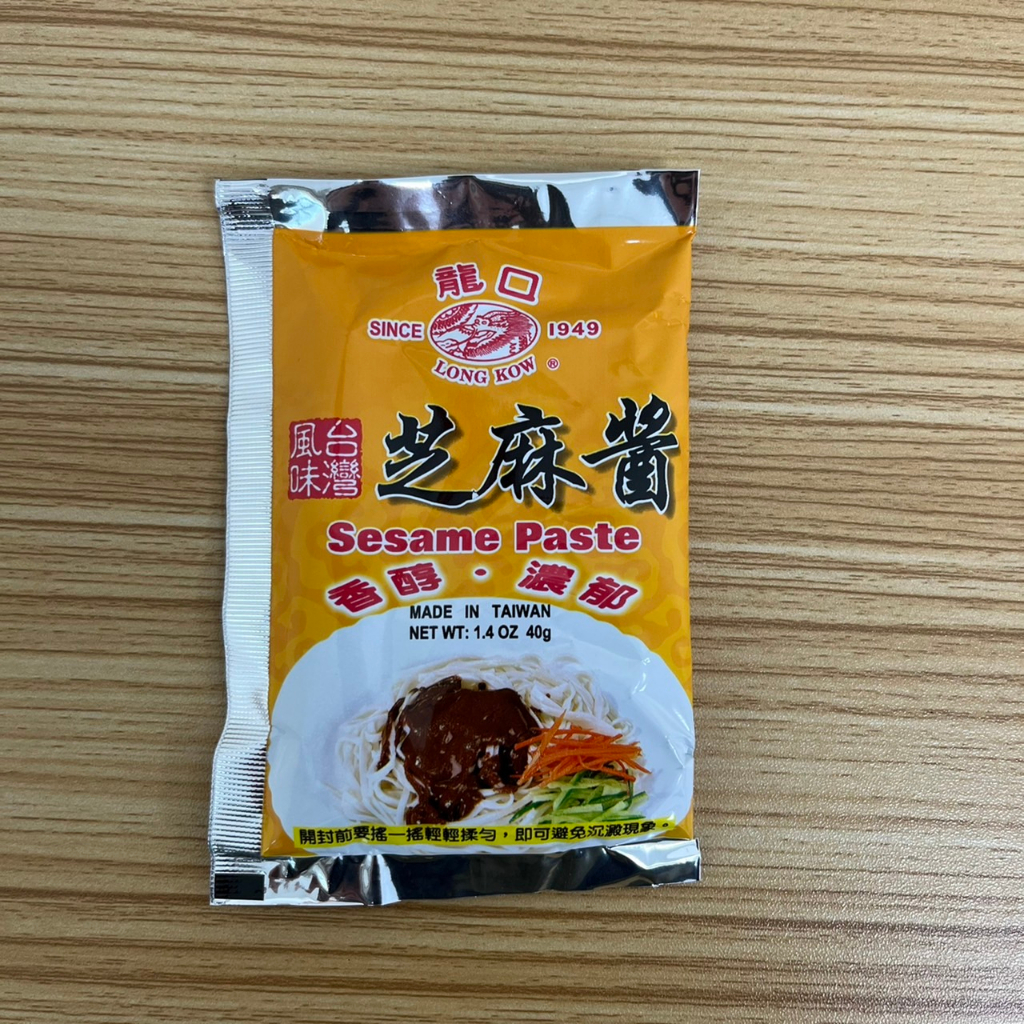 龍口
SINCE 1949
LONG KOW ®
台灣
風味
芝麻醬
Sesame Paste
香醇·濃郁
MADE IN TAIWAN
NET WT: 1.4 OZ 40g
開封前要搖一搖輕輕揉勻，即可避免沉澱現象。